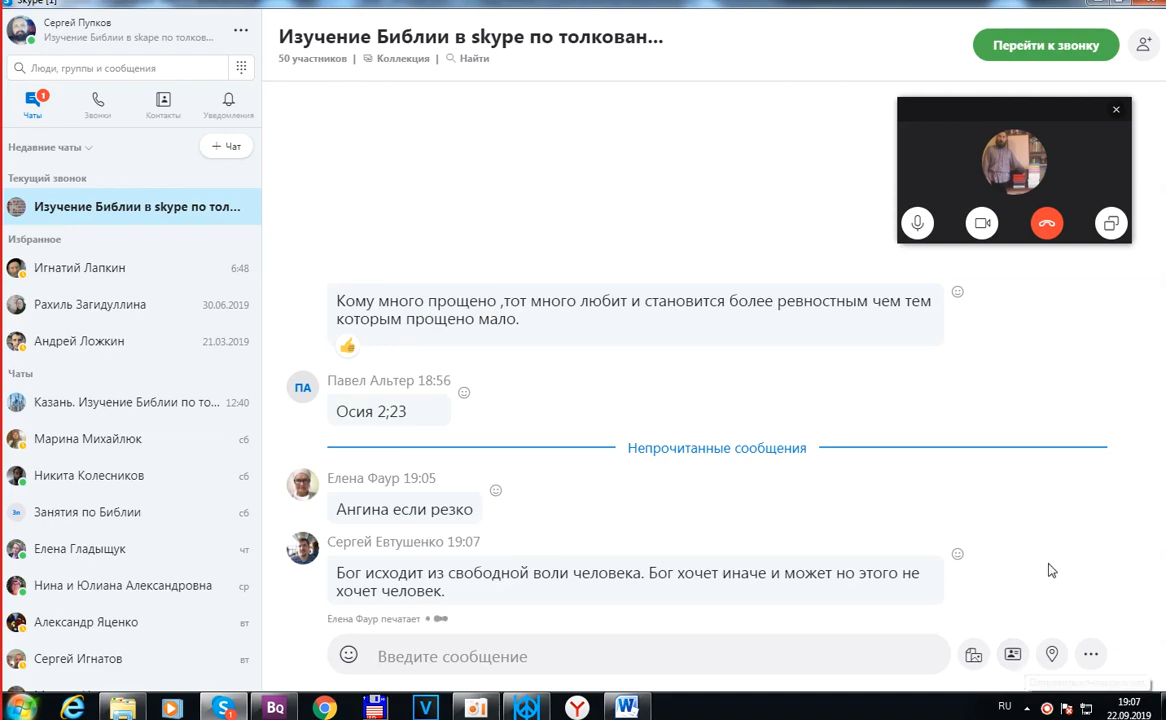 Skype [1]
Сергей Пупков
Изучение Библии в skape по толков...
Люди, группы и сообщения
1
Чаты
Звонки
Контакты
Уведомления
Недавние чаты
+ Чат
Текущий звонок
Изучение Библии в skype по тол...
Избранное
Игнатий Лапкин 6:48
Рахиль Загидуллина 30.06.2019
Андрей Ложкин 21.03.2019
Чаты
Казань. Изучение Библии по то... 12:40
Марина Михайлюк сб
Никита Колесников сб
Зп Занятия по Библии сб
Елена Гладыщук чт
Нина и Юлиана Александровна ср
Александр Яценко вт
Сергей Игнатов вт
Изучение Библии в skype по толкован...
50 участников | Коллекция | Найти
Перейти к звонку
Кому много прощено ,тот много любит и становится более ревностным чем тем
которым прощено мало.
ПА
Павел Альтер 18:56
Осия 2;23
Непрочитанные сообщения
Елена Фаур 19:05
Ангина если резко
Сергей Евтушенко 19:07
Бог исходит из свободной воли человека. Бог хочет иначе и может но этого не
хочет человек.
Елена Фаур печатает
Введите сообщение
Bq
V
RU
19:07
22.09.2019